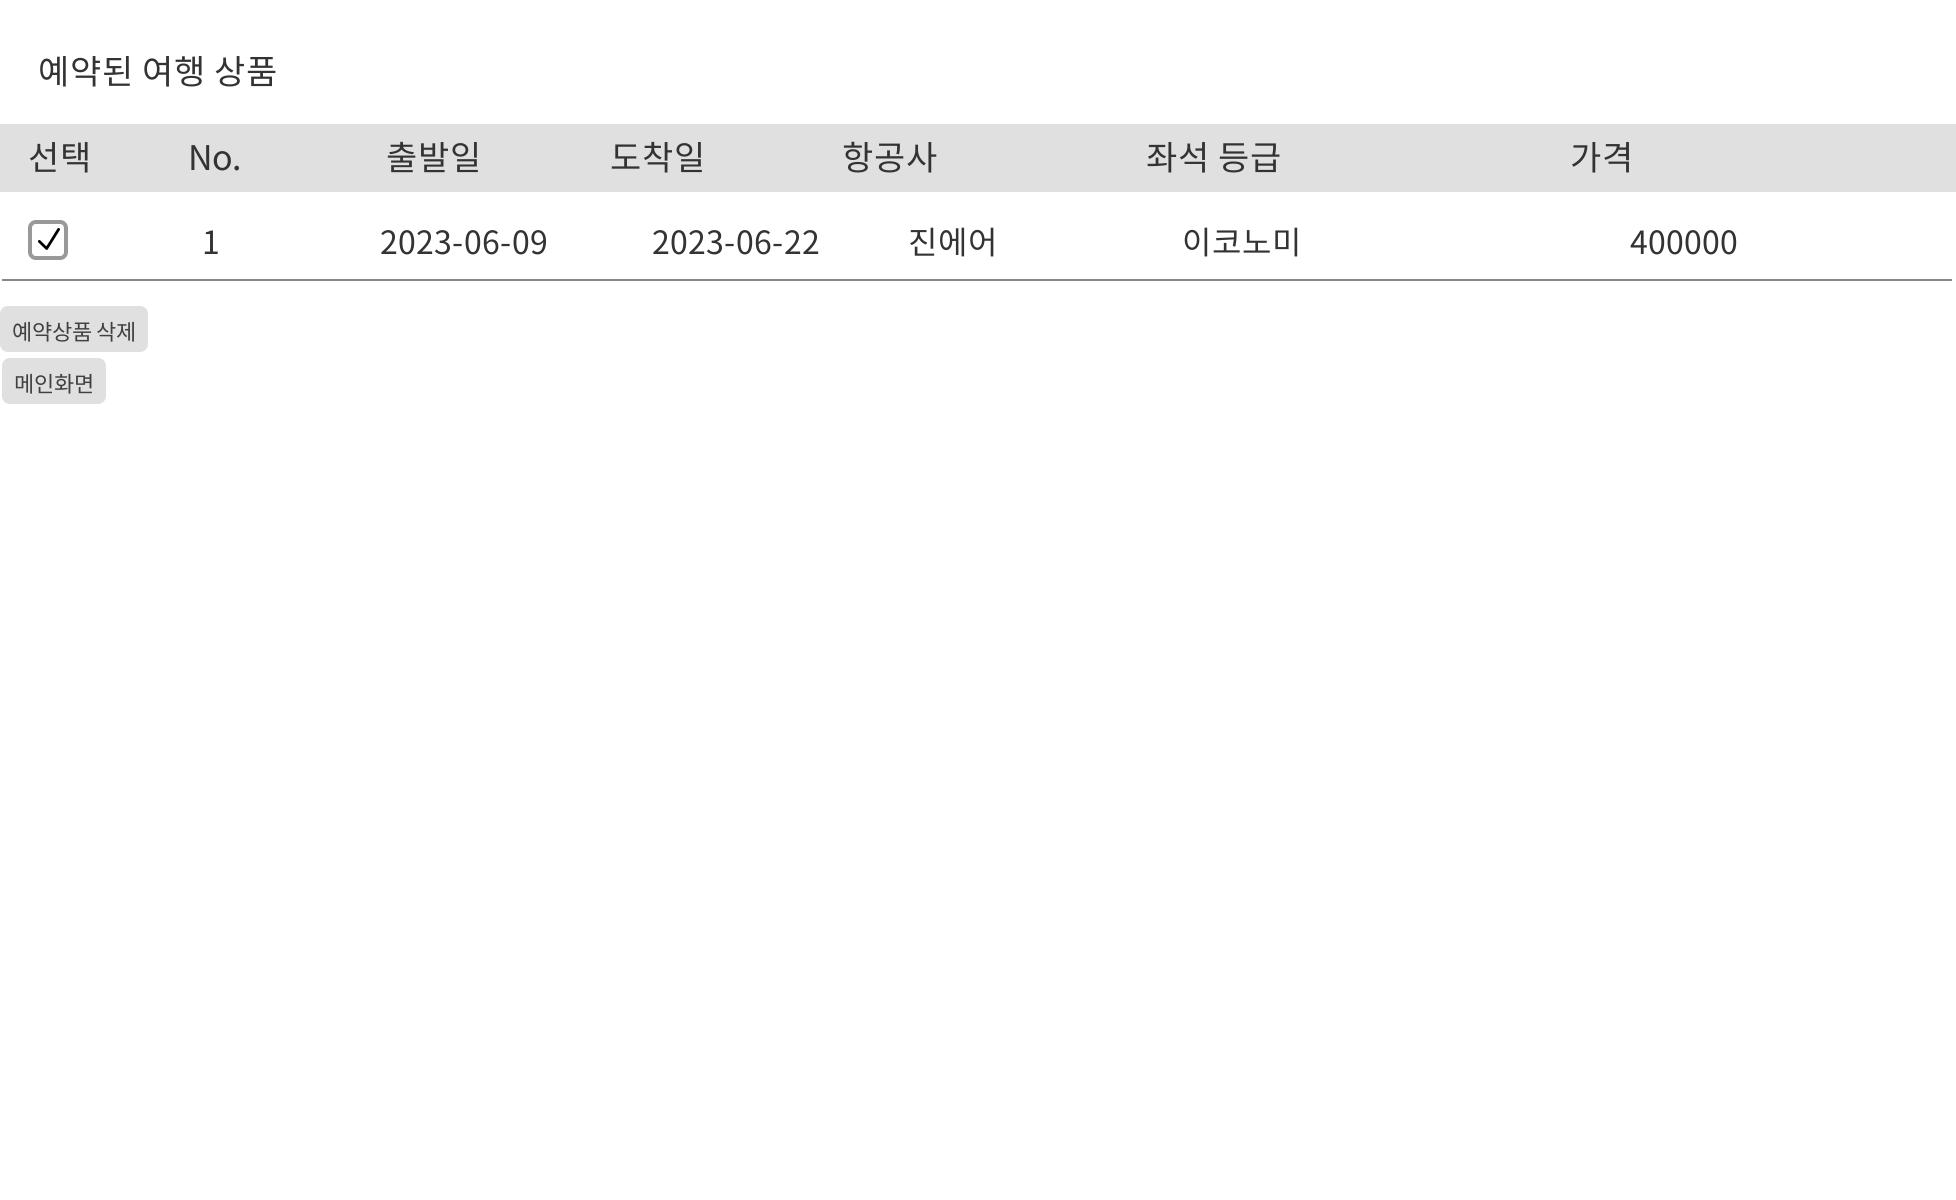 예약된 여행 상품
선택 No. 출발일 도착일 항공사 좌석 등급 가격
1 2023-06-09 2023-06-22 진에어 이코노미 400000
예약상품 삭제
메인화면